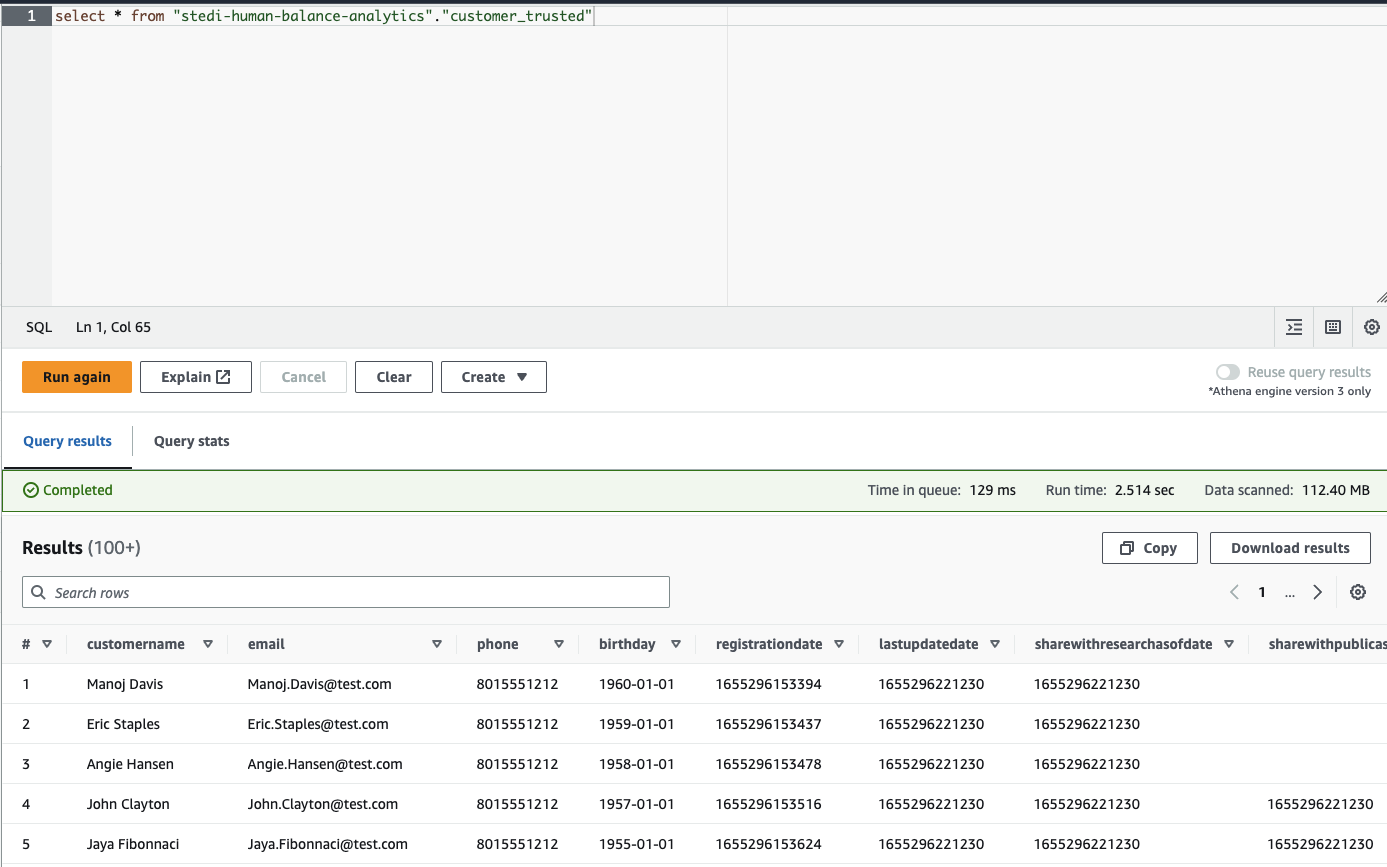 1 select * from "stedi-human-balance-analytics"."customer_trusted"
SQL Ln 1, Col 65
Run again Explain Cancel Clear Create Reuse query results
*Athena engine version 3 only
Query results Query stats
Completed Time in queue: 129 ms Run time: 2.514 sec Data scanned: 112.40 MB
Results (100+) Copy Download results
Search rows 1 ...
# customername email phone birthday registrationdate lastupdatedate sharewithresearchasofdate sharewithpublicas
1 Manoj Davis Manoj.Davis@test.com 8015551212 1960-01-01 1655296153394 1655296221230 1655296221230
2 Eric Staples Eric.Staples@test.com 8015551212 1959-01-01 1655296153437 1655296221230 1655296221230
3 Angie Hansen Angie.Hansen@test.com 8015551212 1958-01-01 1655296153478 1655296221230 1655296221230
4 John Clayton John.Clayton@test.com 8015551212 1957-01-01 1655296153516 1655296221230 1655296221230 1655296221230
5 Jaya Fibonnaci Jaya.Fibonnaci@test.com 8015551212 1955-01-01 1655296153624 1655296221230 1655296221230 1655296221230